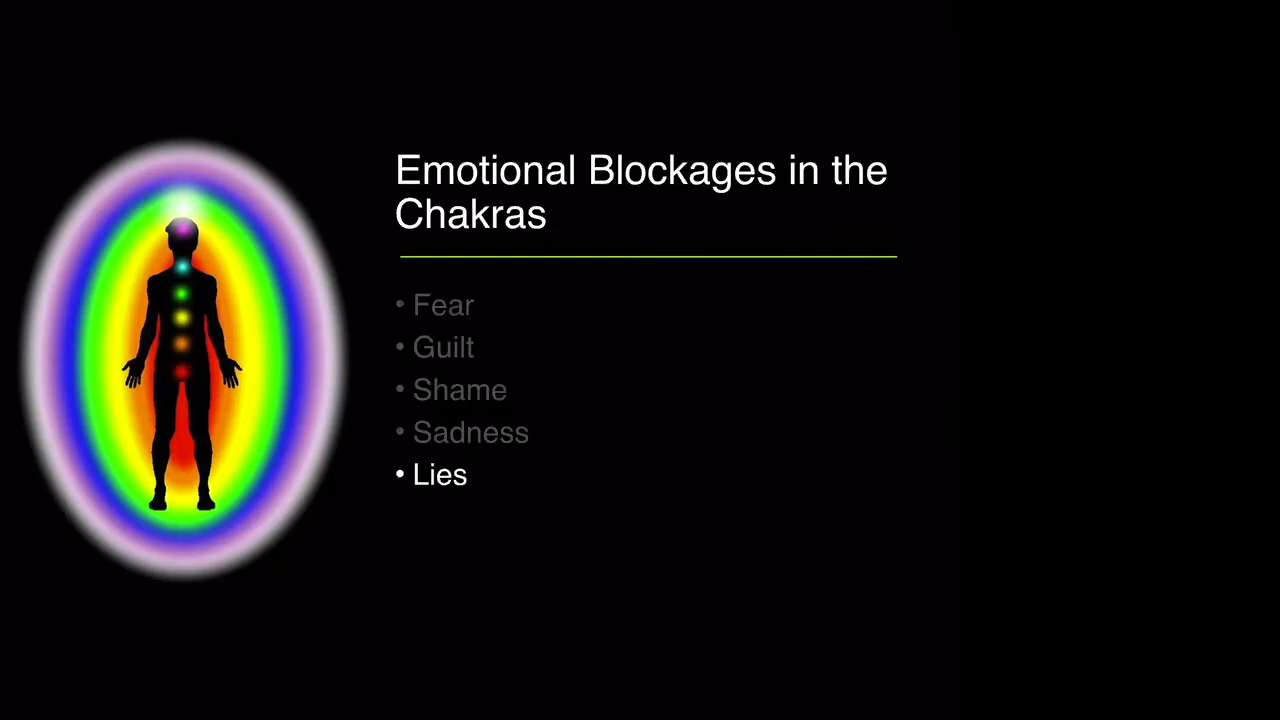 Emotional Blockages in the
Chakras
• Fear
• Guilt
• Shame
• Sadness
• Lies